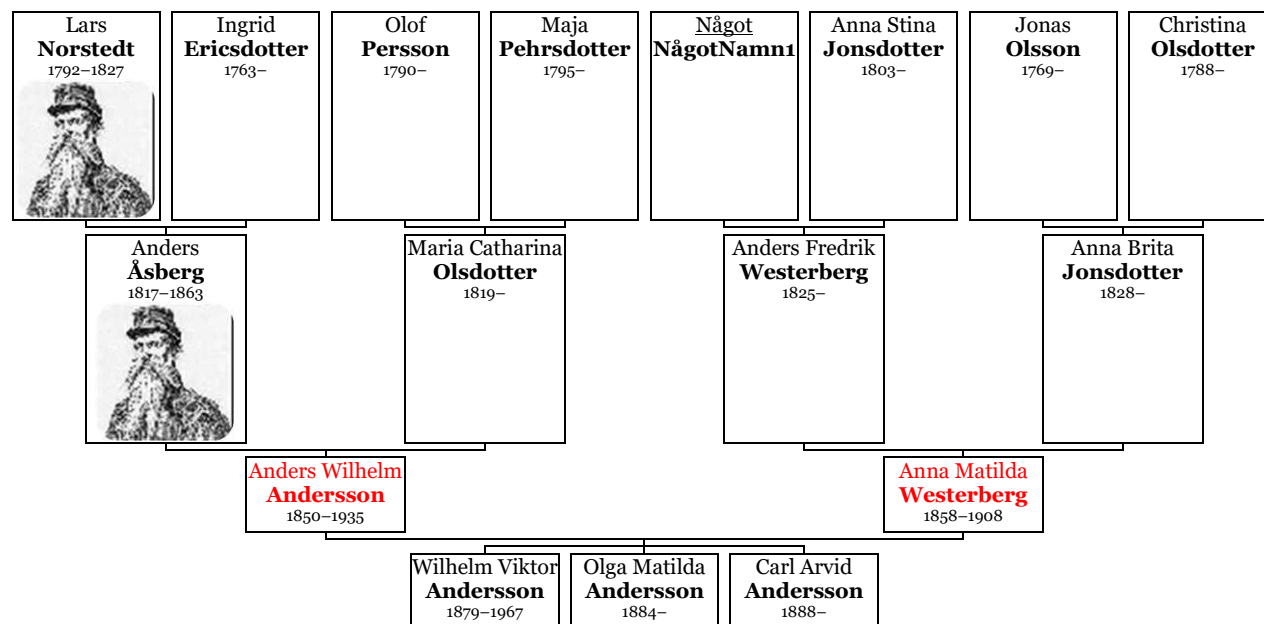 Lars
Norstedt
1792–1827
Ingrid
Ericsdotter
1763–
Olof
Persson
1790–
Maja
Pehrsdotter
1795–
Något
NågotNamn1
Anna Stina
Jonsdotter
1803–
Jonas
Olsson
1769–
Christina
Olsdotter
1788–
Anders
Åsberg
1817–1863
Maria Catharina
Olsdotter
1819–
Anders Fredrik
Westerberg
1825–
Anna Brita
Jonsdotter
1828–
Anders Wilhelm
Andersson
1850–1935
Anna Matilda
Westerberg
1858–1908
Wilhelm Viktor
Andersson
1879–1967
Olga Matilda
Andersson
1884–
Carl Arvid
Andersson
1888–